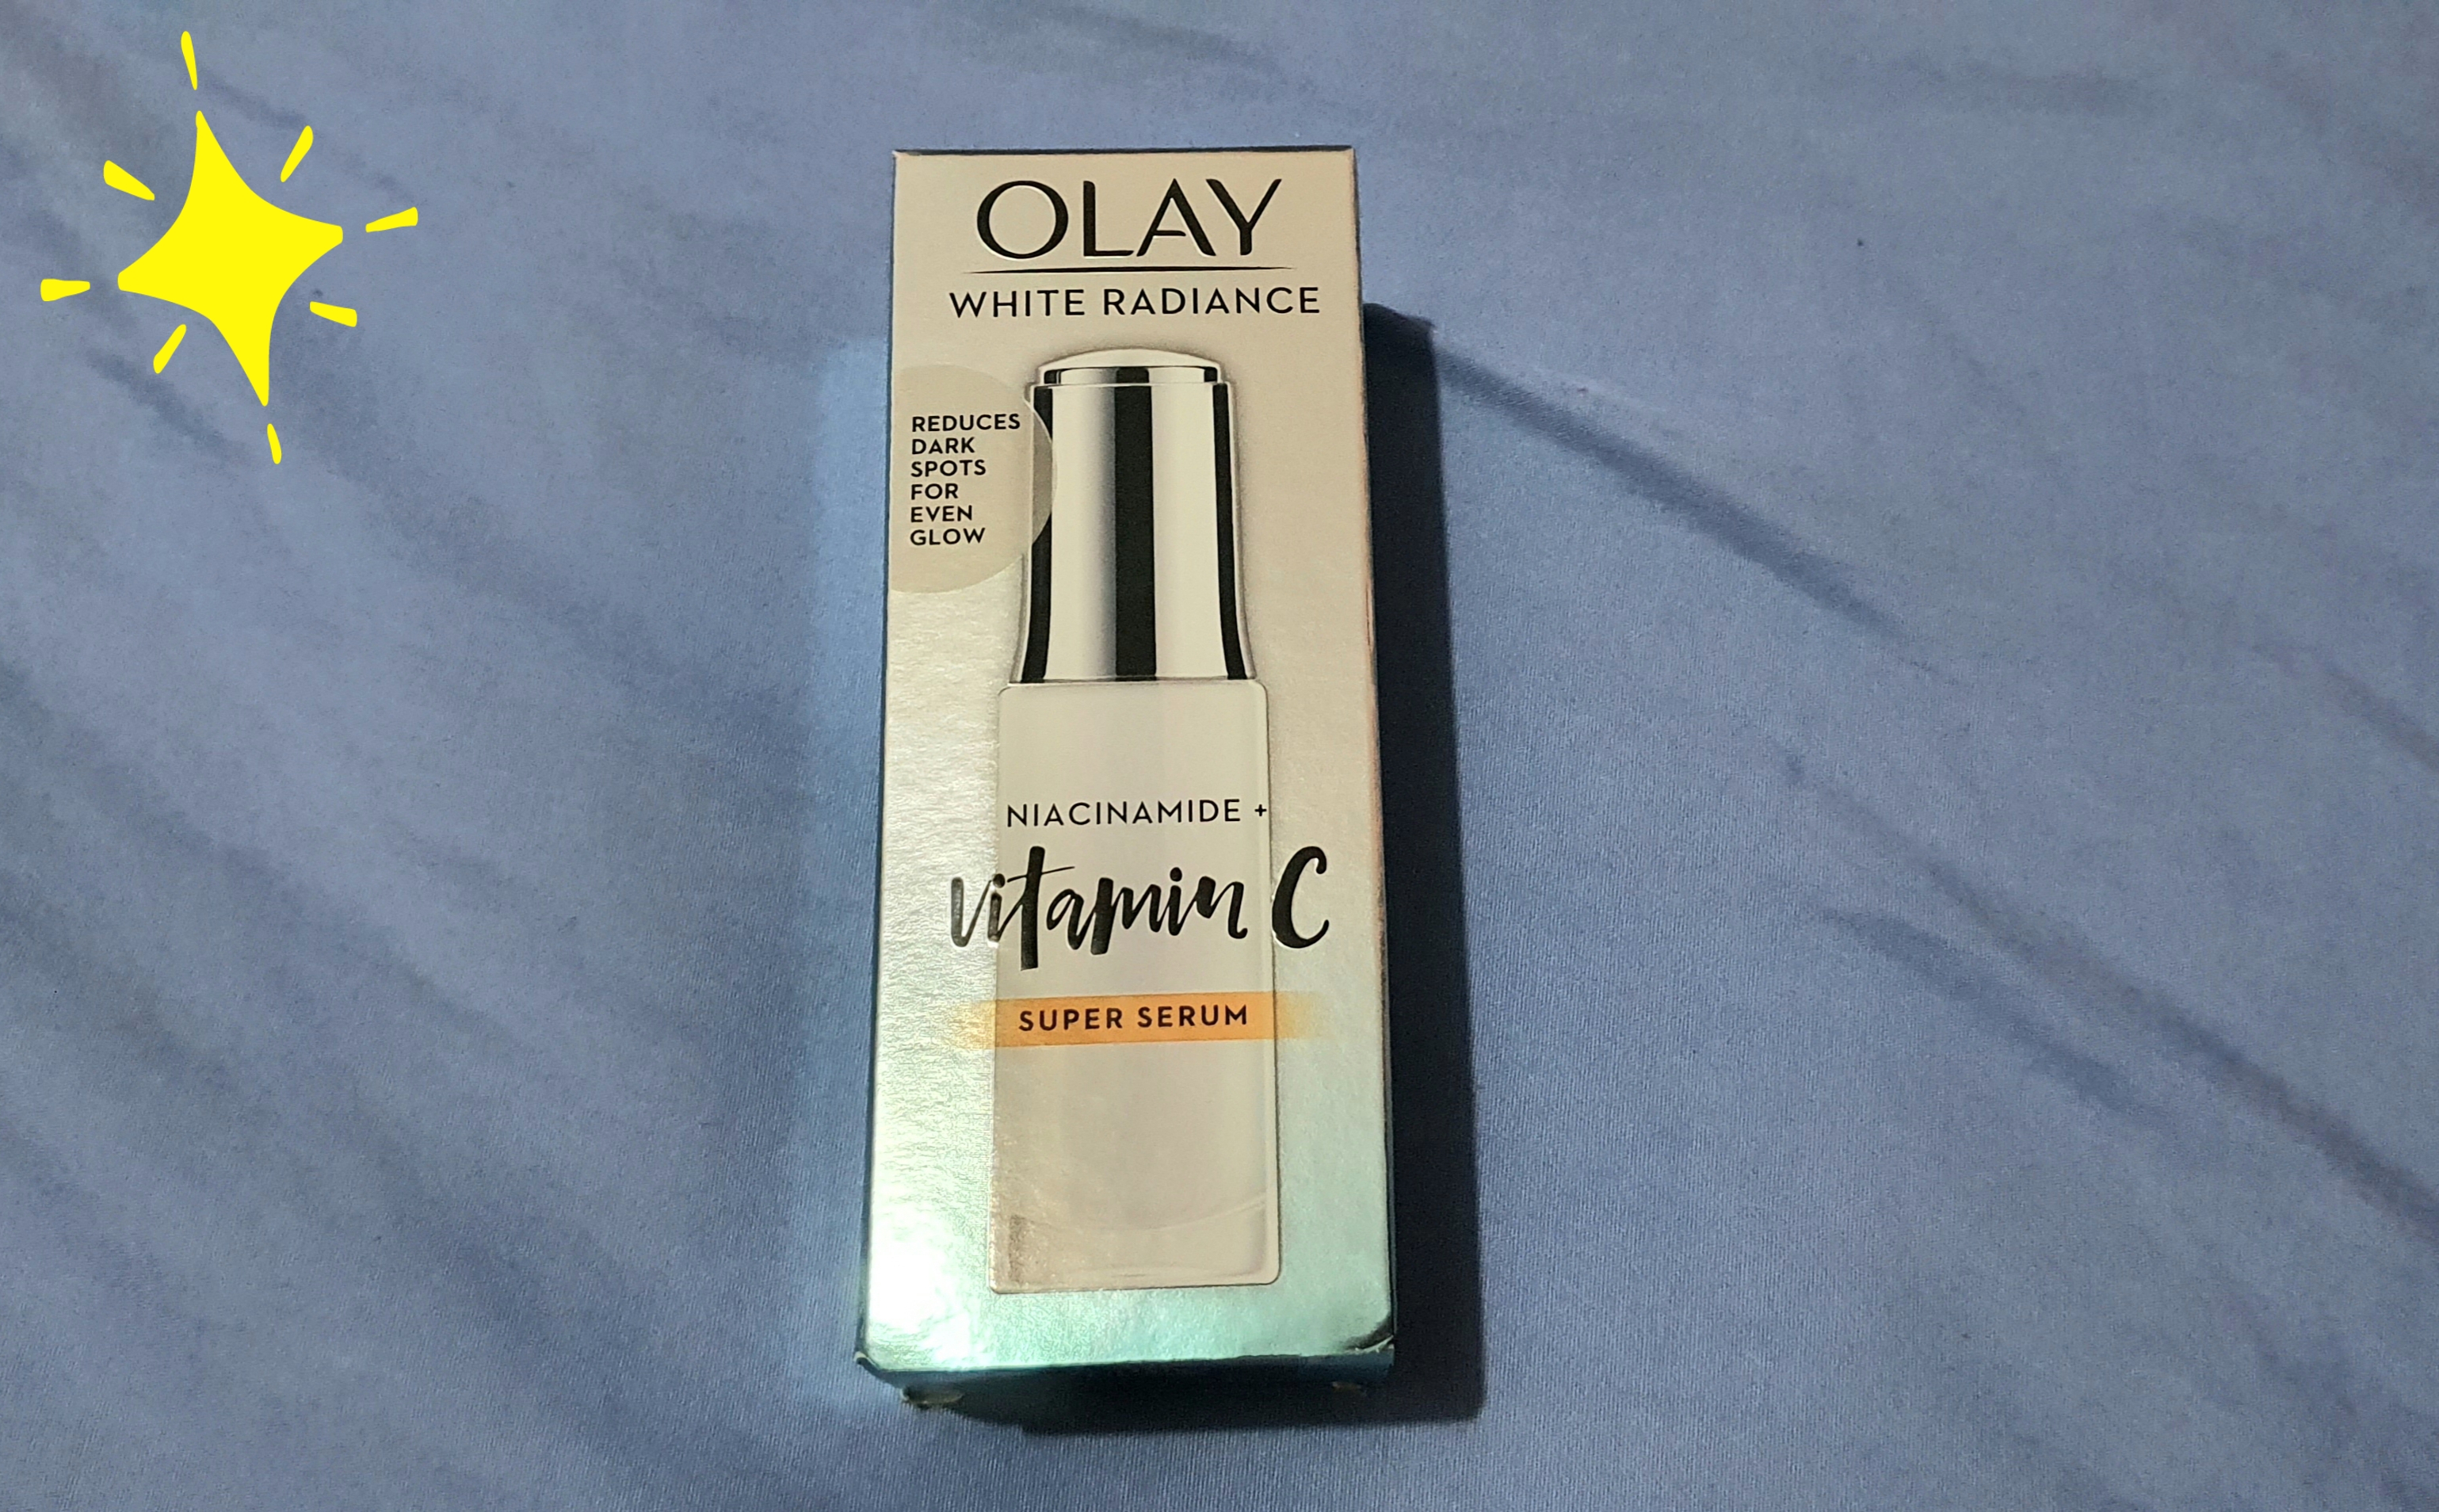 OLAY
WHITE RADIANCE
REDUCES
DARK
SPOTS
FOR
EVEN
GLOW
NIACINAMIDE +
vitamin C
SUPER SERUM